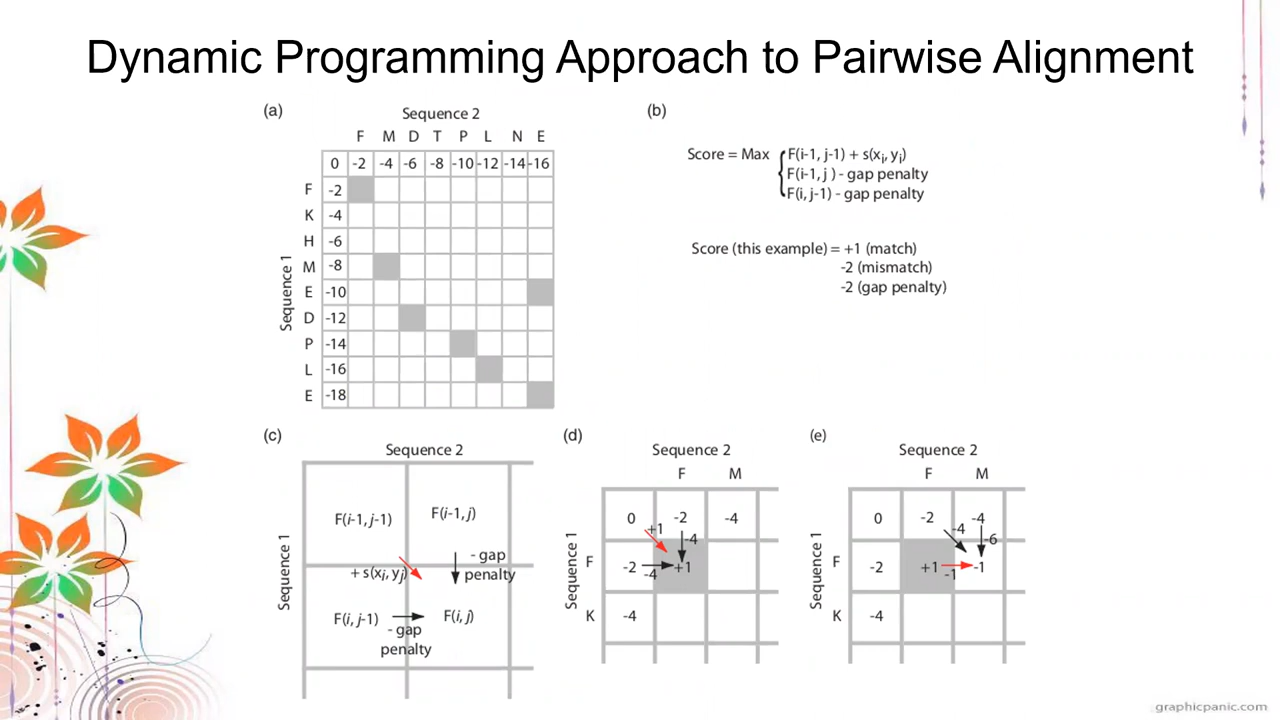 Dynamic Programming Approach to Pairwise Alignment
(a)
Sequence 2
F M D T P L N E
0 -2 -4 -6 -8 -10 -12 -14 -16
F -2
K -4
H -6
M -8
E -10
D -12
P -14
L -16
E -18
Sequence 1
(b)
Score = Max { F(i-1, j-1) + s(xi, yj)
F(i-1, j ) - gap penalty
F(i, j-1) - gap penalty
Score (this example) = +1 (match)
-2 (mismatch)
-2 (gap penalty)
(c)
Sequence 2
Sequence 1
F(i-1, j-1)
F(i-1, j)
+ s(xi, yj)
- gap
penalty
F(i, j-1)
F(i, j)
- gap
penalty
(d)
Sequence 2
F M
Sequence 1
0 -2 -4
+1 -4
F -2 +1
-4
K -4
(e)
Sequence 2
F M
Sequence 1
0 -2 -4
-4 -6
F -2 +1 -1
-1
K -4
graphicpanic.com